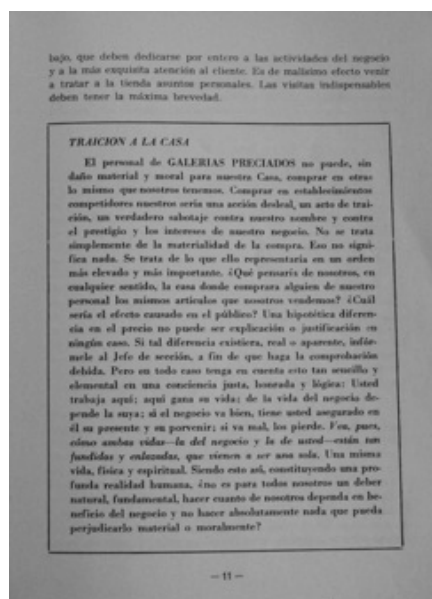 bajo, que deben dedicarse por entero a las actividades del negocio
y a la más exquisita atención al cliente. Es de malísimo efecto venir
a tratar a la tienda asuntos personales. Las visitas indispensables
deben tener la máxima brevedad.
TRAICION A LA CASA
El personal de GALERIAS PRECIADOS no puede, sin
daño material y moral para nuestra Casa, comprar en otras
lo mismo que nosotros tenemos. Comprar en establecimientos
competidores nuestros sería una acción desleal, un acto de trai-
ción, un verdadero sabotaje contra nuestro nombre y contra
el prestigio y los intereses de nuestro negocio. No se trata
simplemente de la materialidad de la compra. Eso no signi-
fica nada. Se trata de lo que ello representaría en un orden
más elevado y más importante. ¿Qué pensaría de nosotros, en
cualquier sentido, la casa donde comprara alguien de nuestro
personal los mismos artículos que nosotros vendemos? ¿Cuál
sería el efecto causado en el público? Una hipotética diferen-
cia en el precio no puede ser explicación o justificación en
ningún caso. Si tal diferencia existiera, real o aparente, infór-
mele al Jefe de sección, a fin de que haga la comprobación
debida. Pero en todo caso tenga en cuenta esto tan sencillo y
elemental en una conciencia justa, honrada y lógica: Usted
trabaja aquí; aquí gana su vida; de la vida del negocio de-
pende la suya; si el negocio va bien, tiene usted asegurado en
él su presente y su porvenir; si va mal, los pierde. Vea, pues,
cómo ambas vidas—la del negocio y la de usted—están tan
fundidas y enlazadas, que vienen a ser una sola. Una misma
vida, física y espiritual. Siendo esto así, constituyendo una pro-
funda realidad humana, ¿no es para todos nosotros un deber
natural, fundamental, hacer cuanto de nosotros dependa en be-
neficio del negocio y no hacer absolutamente nada que pueda
perjudicarlo material o moralmente?
— 11 —